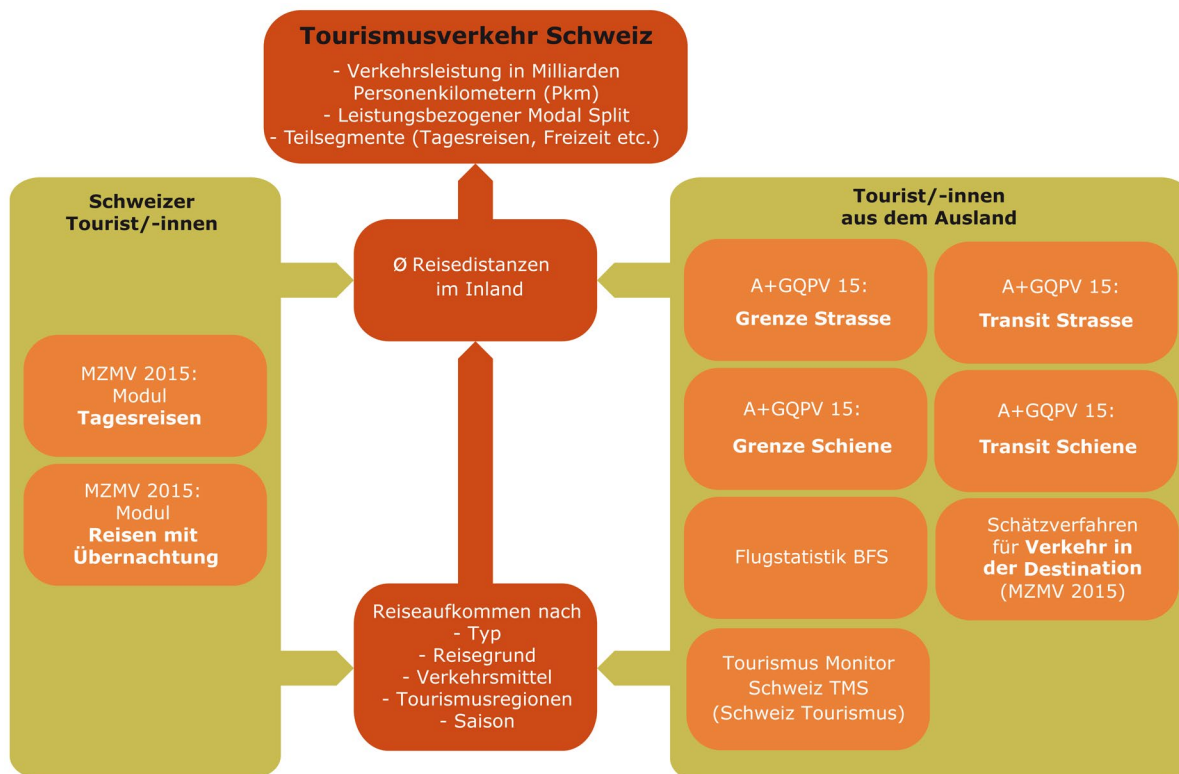 Tourismusverkehr Schweiz
- Verkehrsleistung in Milliarden
Personenkilometern (Pkm)
- Leistungsbezogener Modal Split
- Teilsegmente (Tagesreisen, Freizeit etc.)
Schweizer
Tourist/-innen
MZMV 2015:
Modul
Tagesreisen
MZMV 2015:
Modul
Reisen mit
Übernachtung
Ø Reisedistanzen
im Inland
Reiseaufkommen nach
- Typ
- Reisegrund
- Verkehrsmittel
- Tourismusregionen
- Saison
Tourist/-innen
aus dem Ausland
A+GQPV 15:
Grenze Strasse
A+GQPV 15:
Transit Strasse
A+GQPV 15:
Grenze Schiene
A+GQPV 15:
Transit Schiene
Flugstatistik BFS
Schätzverfahren
für Verkehr in
der Destination
(MZMV 2015)
Tourismus Monitor
Schweiz TMS
(Schweiz Tourismus)